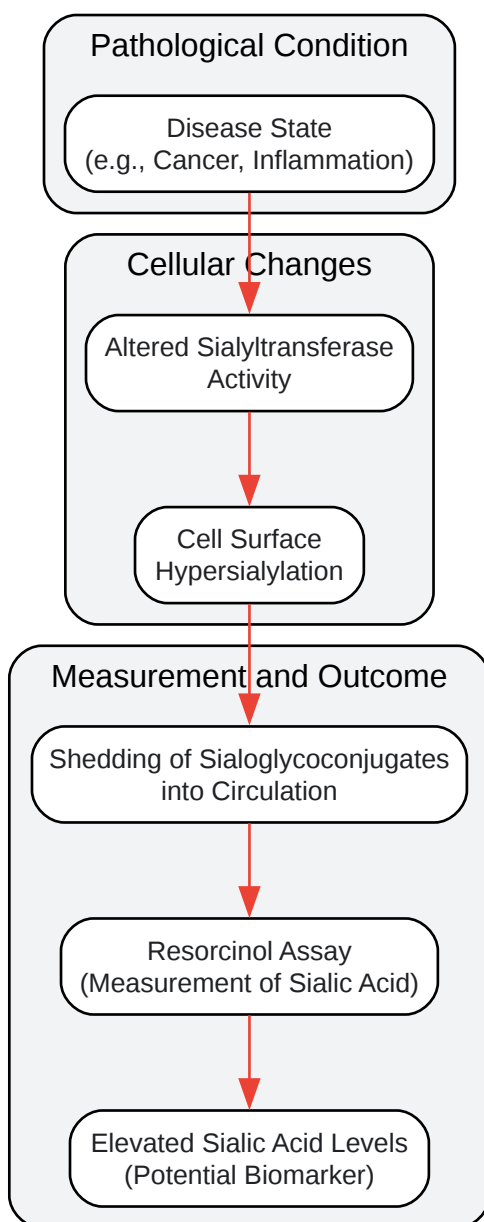 Pathological Condition
Disease State
(e.g., Cancer, Inflammation)
Cellular Changes
Altered Sialyltransferase
Activity
Cell Surface
Hypersialylation
Measurement and Outcome
Shedding of Sialoglycoconjugates
into Circulation
Resorcinol Assay
(Measurement of Sialic Acid)
Elevated Sialic Acid Levels
(Potential Biomarker)